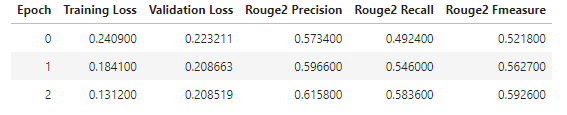 Epoch Training Loss Validation Loss Rouge2 Precision Rouge2 Recall Rouge2 Fmeasure
0 0.240900 0.223211 0.573400 0.492400 0.521800
1 0.184100 0.208663 0.596600 0.546000 0.562700
2 0.131200 0.208519 0.615800 0.583600 0.592600